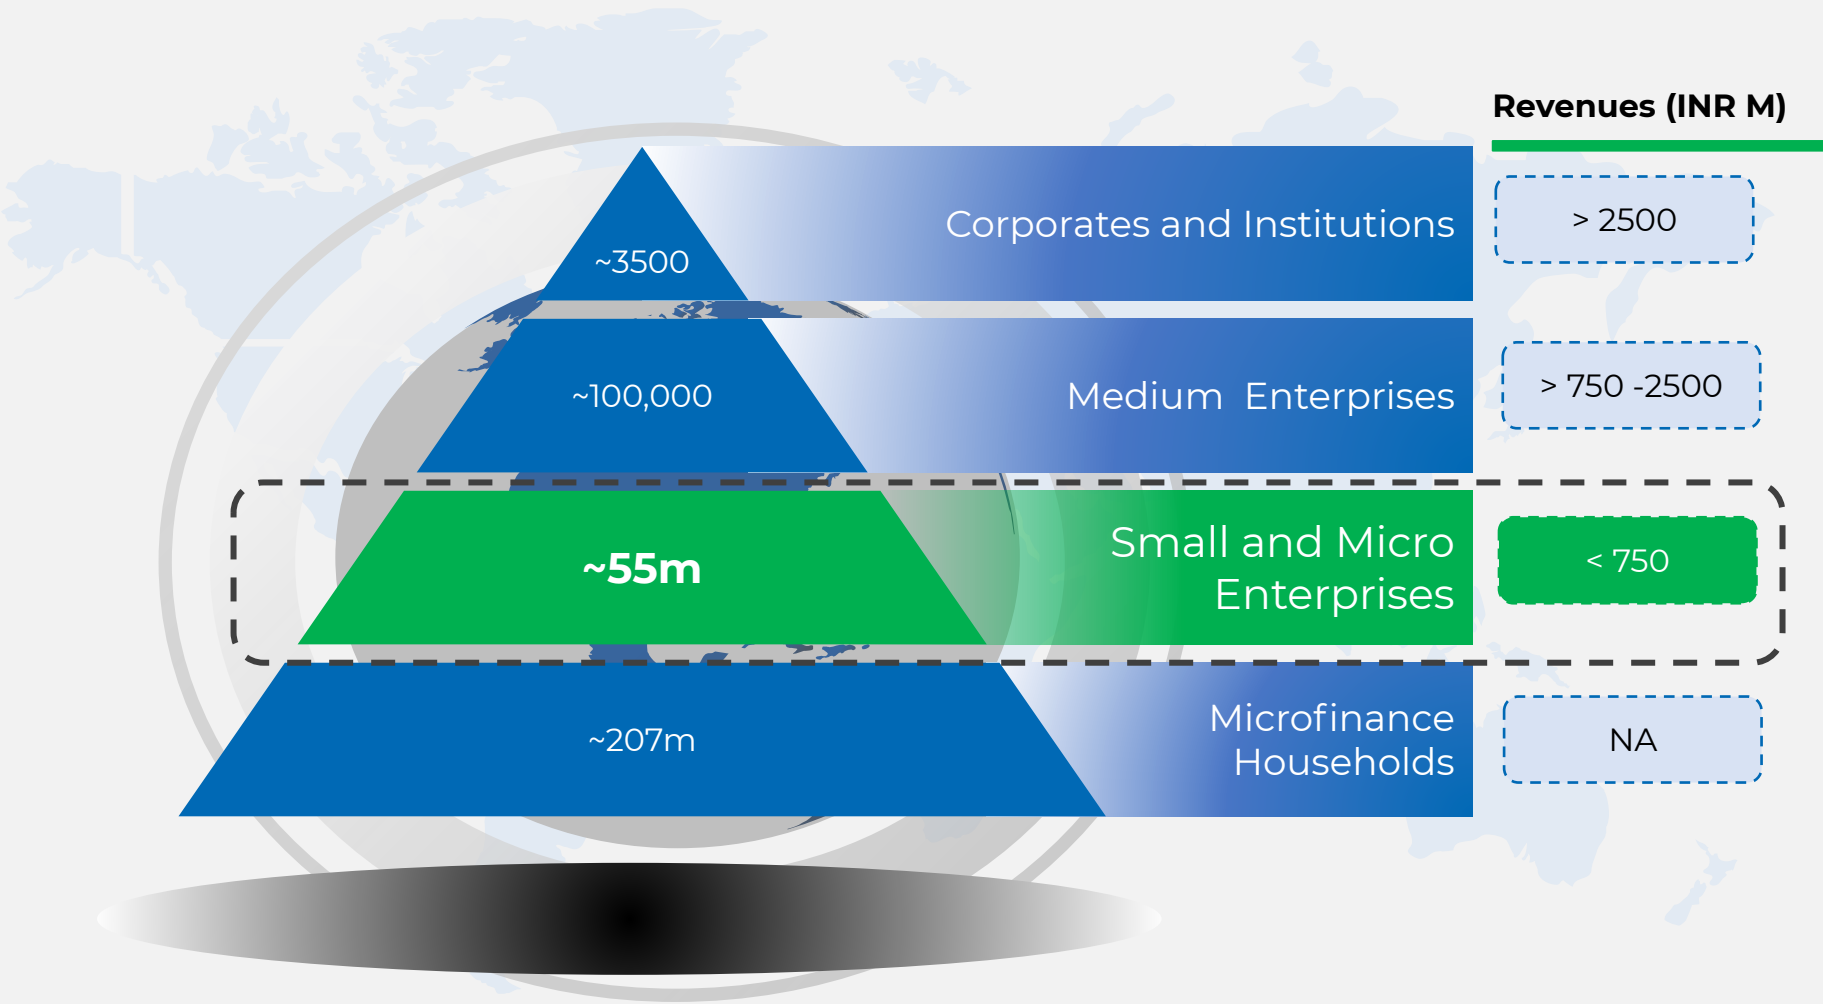 Revenues (INR M)
~3500
Corporates and Institutions
> 2500
~100,000
Medium  Enterprises
> 750 -2500
~55m
Small and Micro
Enterprises
< 750
~207m
Microfinance
Households
NA